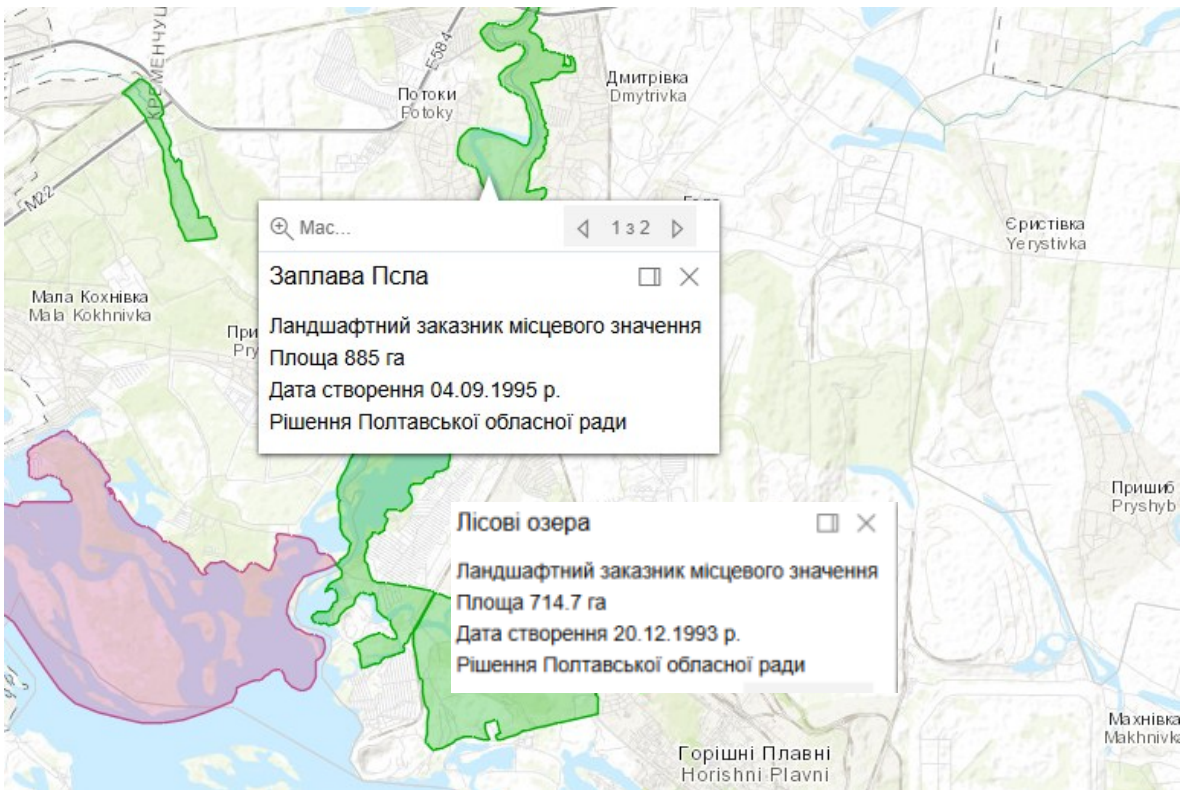 КРЕМЕНЧУ
E584
Потоки
Potoky
Дмитрівка
Dmytrivka
M22
Мас...
1 з 2
Заплава Псла
Ландшафтний заказник місцевого значення
Площа 885 га
Дата створення 04.09.1995 р.
Рішення Полтавської обласної ради
Єристівка
Yerystivka
Мала Кохнівка
Mala Kokhnivka
При
Pry
Пришиб
Pryshyb
Лісові озера
Ландшафтний заказник місцевого значення
Площа 714.7 га
Дата створення 20.12.1993 р.
Рішення Полтавської обласної ради
Махнівка
Makhnivka
Горішні Плавні
Horishni Plavni